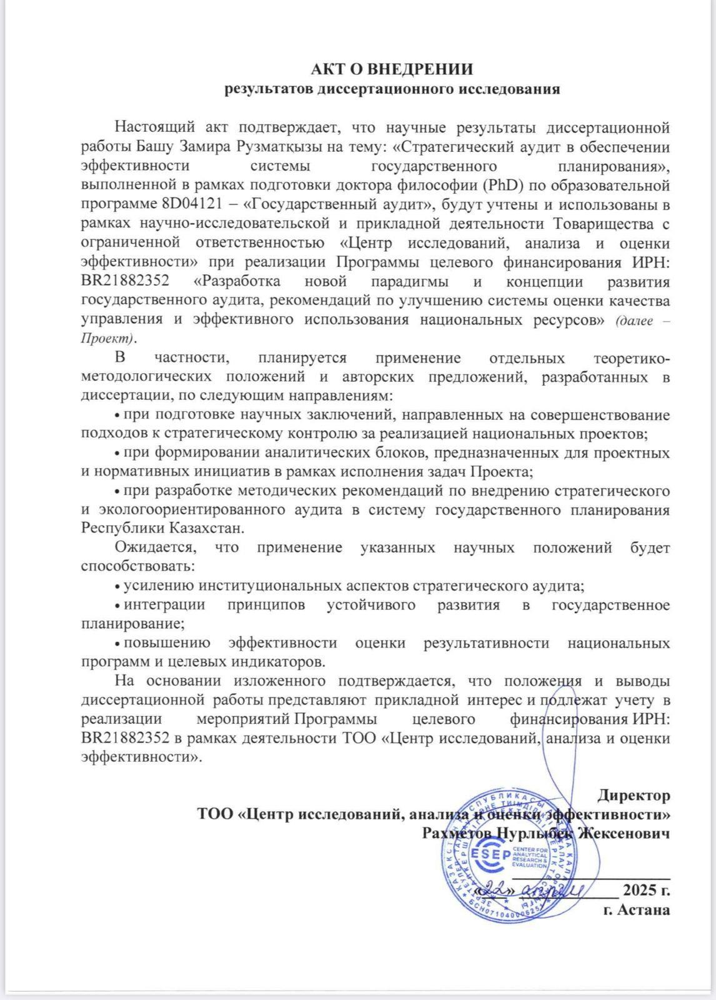 АКТ О ВНЕДРЕНИИ
результатов диссертационного исследования
Настоящий акт подтверждает, что научные результаты диссертационной
работы Башу Замира Рузматқызы на тему: «Стратегический аудит в обеспечении
эффективности системы государственного планирования»,
выполненной в рамках подготовки доктора философии (PhD) по образовательной
программе 8D04121 – «Государственный аудит», будут учтены и использованы в
рамках научно-исследовательской и прикладной деятельности Товарищества с
ограниченной ответственностью «Центр исследований, анализа и оценки
эффективности» при реализации Программы целевого финансирования ИРН:
BR21882352 «Разработка новой парадигмы и концепции развития
государственного аудита, рекомендаций по улучшению системы оценки качества
управления и эффективного использования национальных ресурсов» (далее –
Проект).
В частности, планируется применение отдельных теоретико-
методологических положений и авторских предложений, разработанных в
диссертации, по следующим направлениям:
• при подготовке научных заключений, направленных на совершенствование
подходов к стратегическому контролю за реализацией национальных проектов;
• при формировании аналитических блоков, предназначенных для проектных
и нормативных инициатив в рамках исполнения задач Проекта;
• при разработке методических рекомендаций по внедрению стратегического
и экологоориентированного аудита в систему государственного планирования
Республики Казахстан.
Ожидается, что применение указанных научных положений будет
способствовать:
• усилению институциональных аспектов стратегического аудита;
• интеграции принципов устойчивого развития в государственное
планирование;
• повышению эффективности оценки результативности национальных
программ и целевых индикаторов.
На основании изложенного подтверждается, что положения и выводы
диссертационной работы представляют прикладной интерес и подлежат учету в
реализации мероприятий Программы целевого финансирования ИРН:
BR21882352 в рамках деятельности ТОО «Центр исследований, анализа и оценки
эффективности».
Директор
ТОО «Центр исследований, анализа и оценки эффективности»
Рахметов Нурлыбек Жексенович
ESEP
CENTER FOR
ANALYTICAL
RESEARCH &
EVALUATION
БСН071040006251
«22» апреля 2025 г.
г. Астана